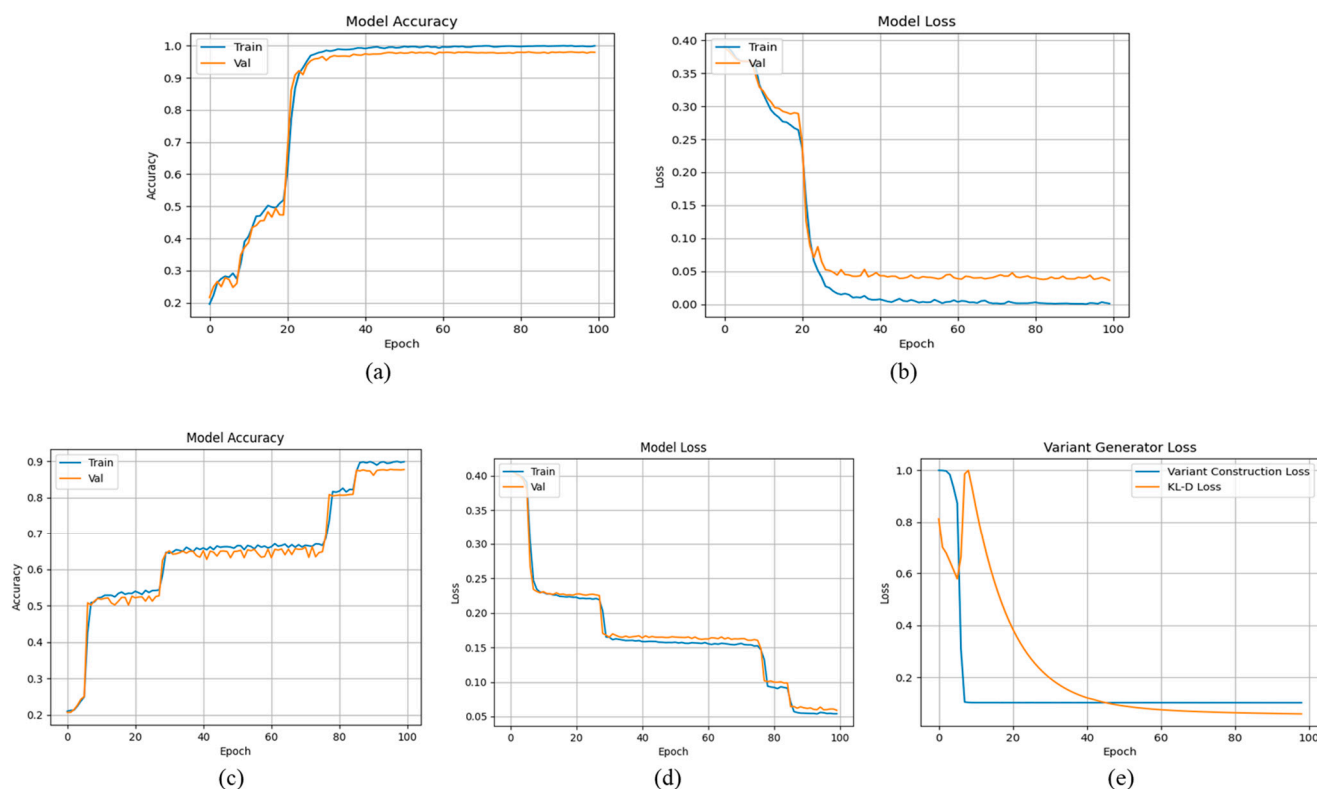 Model Accuracy
Train
Val
1.0
0.9
0.8
0.7
0.6
0.5
0.4
0.3
0.2
Accuracy
0 20 40 60 80 100
Epoch
(a)
Model Loss
Train
Val
0.40
0.35
0.30
0.25
0.20
0.15
0.10
0.05
0.00
Loss
0 20 40 60 80 100
Epoch
(b)
Model Accuracy
Train
Val
0.9
0.8
0.7
0.6
0.5
0.4
0.3
0.2
Accuracy
0 20 40 60 80 100
Epoch
(c)
Model Loss
Train
Val
0.40
0.35
0.30
0.25
0.20
0.15
0.10
0.05
Loss
0 20 40 60 80 100
Epoch
(d)
Variant Generator Loss
Variant Construction Loss
KL-D Loss
1.0
0.8
0.6
0.4
0.2
Loss
0 20 40 60 80 100
Epoch
(e)